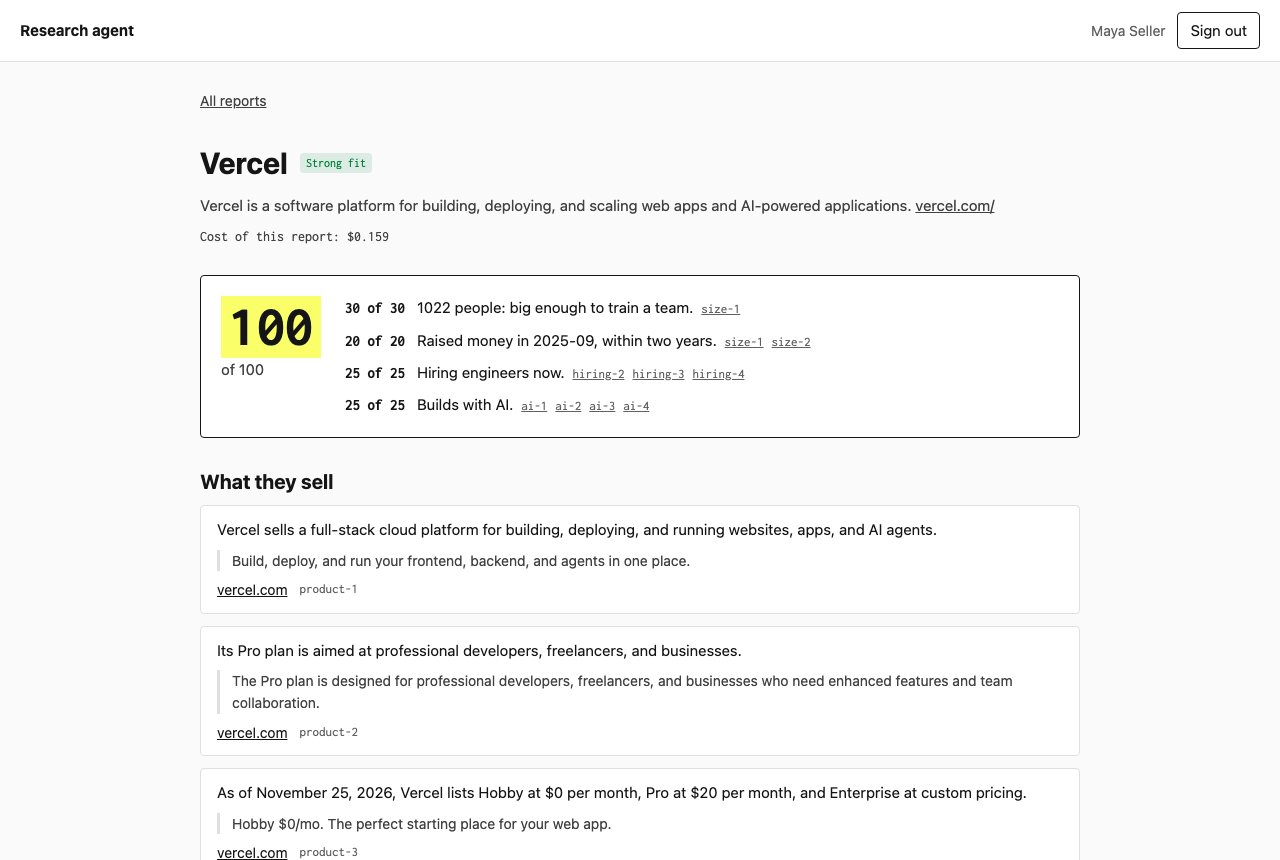 Research agent
Maya Seller
Sign out
All reports
Vercel
Strong fit
Vercel is a software platform for building, deploying, and scaling web apps and AI-powered applications. vercel.com/
Cost of this report: $0.159
100
of 100
30 of 30 1022 people: big enough to train a team. size-1
20 of 20 Raised money in 2025-09, within two years. size-1 size-2
25 of 25 Hiring engineers now. hiring-2 hiring-3 hiring-4
25 of 25 Builds with AI. ai-1 ai-2 ai-3 ai-4
What they sell
Vercel sells a full-stack cloud platform for building, deploying, and running websites, apps, and AI agents.
Build, deploy, and run your frontend, backend, and agents in one place.
vercel.com product-1
Its Pro plan is aimed at professional developers, freelancers, and businesses.
The Pro plan is designed for professional developers, freelancers, and businesses who need enhanced features and team
collaboration.
vercel.com product-2
As of November 25, 2026, Vercel lists Hobby at $0 per month, Pro at $20 per month, and Enterprise at custom pricing.
Hobby $0/mo. The perfect starting place for your web app.
vercel.com product-3